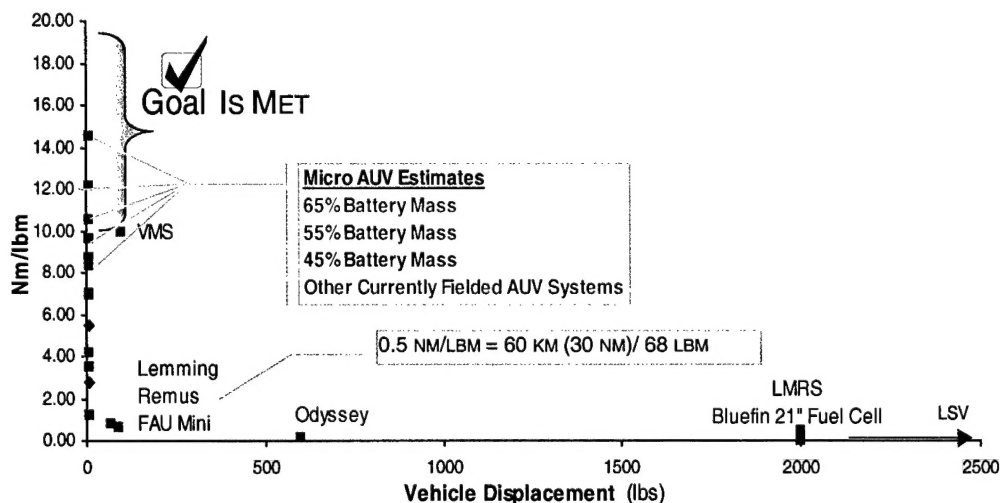 20.00
18.00
16.00
14.00
12.00
10.00
8.00
6.00
4.00
2.00
0.00
Nm/lbm
GOAL IS MET
VMS
Micro AUV Estimates
65% Battery Mass
55% Battery Mass
45% Battery Mass
Other Currently Fielded AUV Systems
0.5 NM/LBM = 60 KM (30 NM)/ 68 LBM
Lemming
Remus
FAU Mini
Odyssey
LMRS
Bluefin 21" Fuel Cell
LSV
0
500
1000
1500
2000
2500
Vehicle Displacement (lbs)